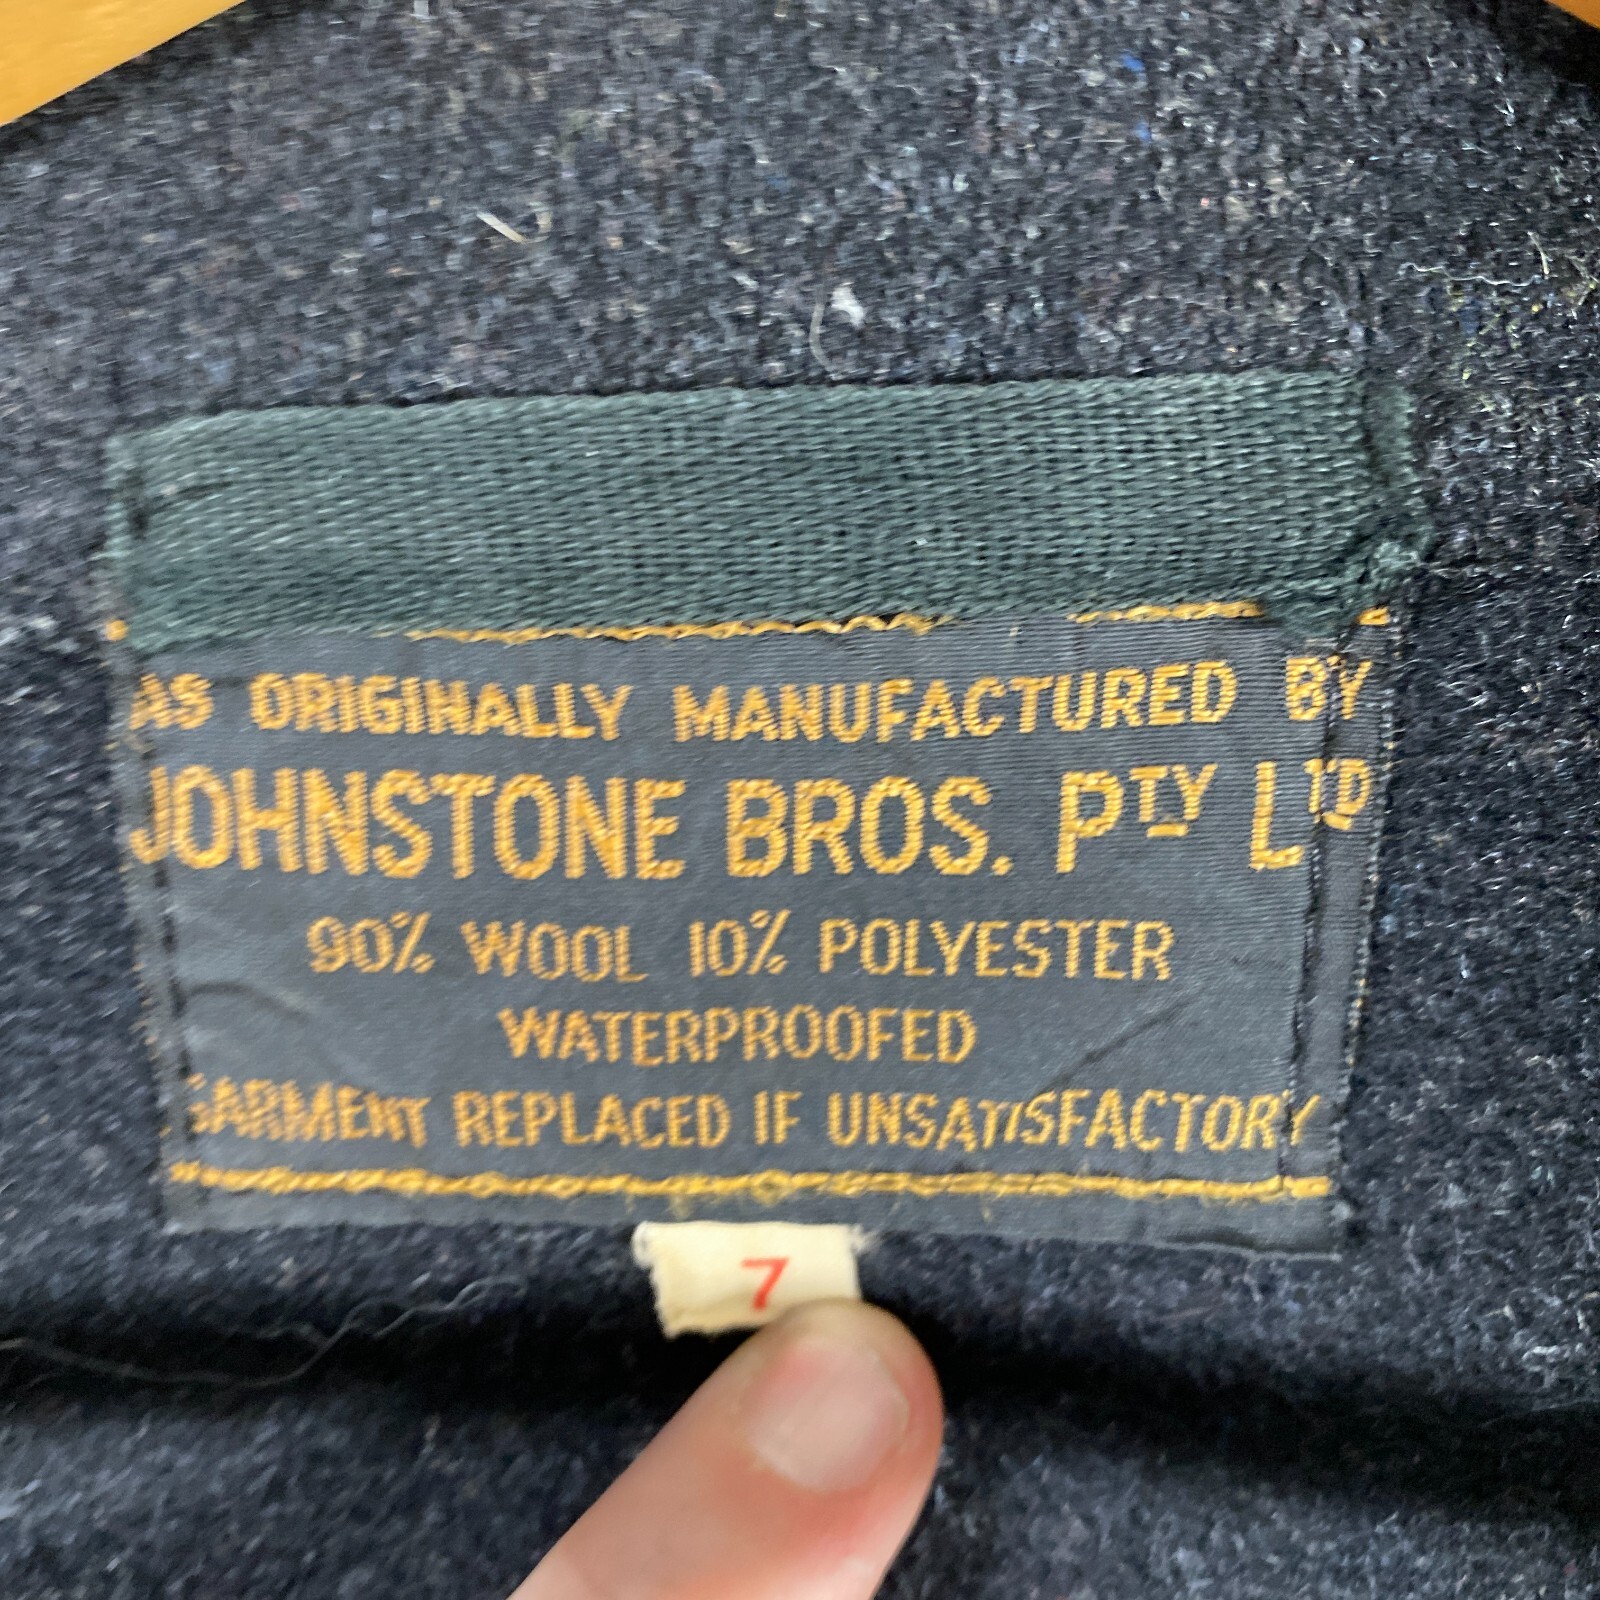 AS ORIGINALLY MANUFACTURED BY
JOHNSTONE BROS. PTY LTD
90% WOOL 10% POLYESTER
WATERPROOFED
GARMENT REPLACED IF UNSATISFACTORY
7